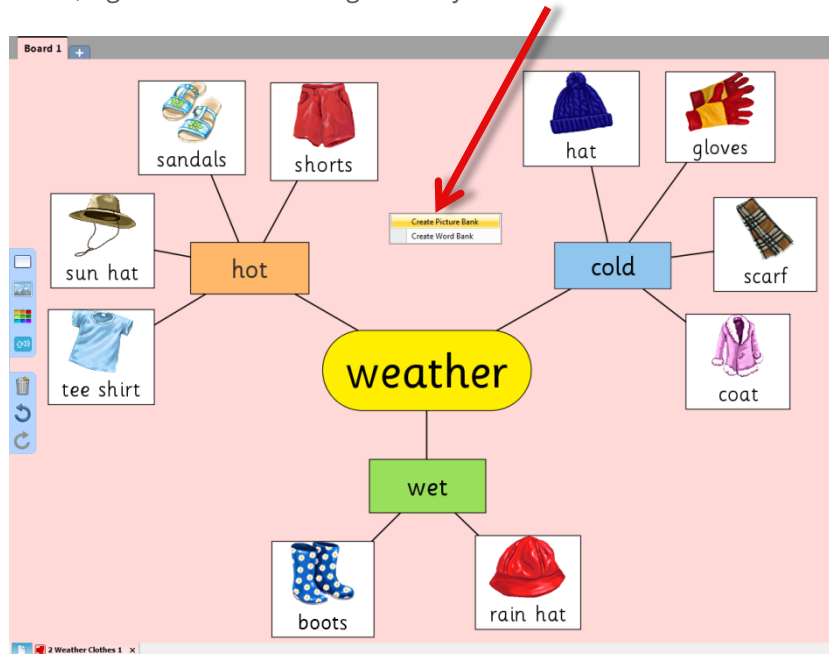 Board 1
sandals
shorts
hat
gloves
Create Picture Bank
Create Word Bank
sun hat
hot
cold
scarf
tee shirt
weather
coat
wet
boots
rain hat
2 Weather Clothes 1 x